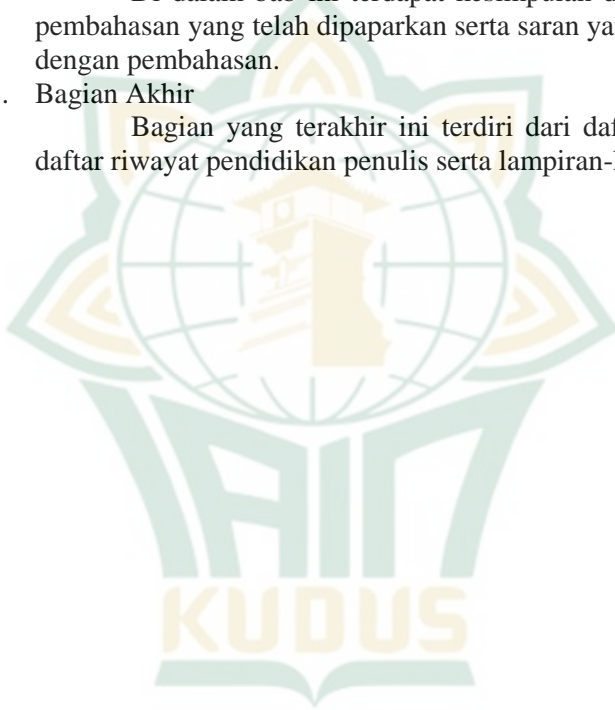 pembahasan yang telah dipaparkan serta saran
dengan pembahasan.
. Bagian Akhir
Bagian yang terakhir ini terdiri dari
daftar riwayat pendidikan penulis serta
IAIN
KUDUS